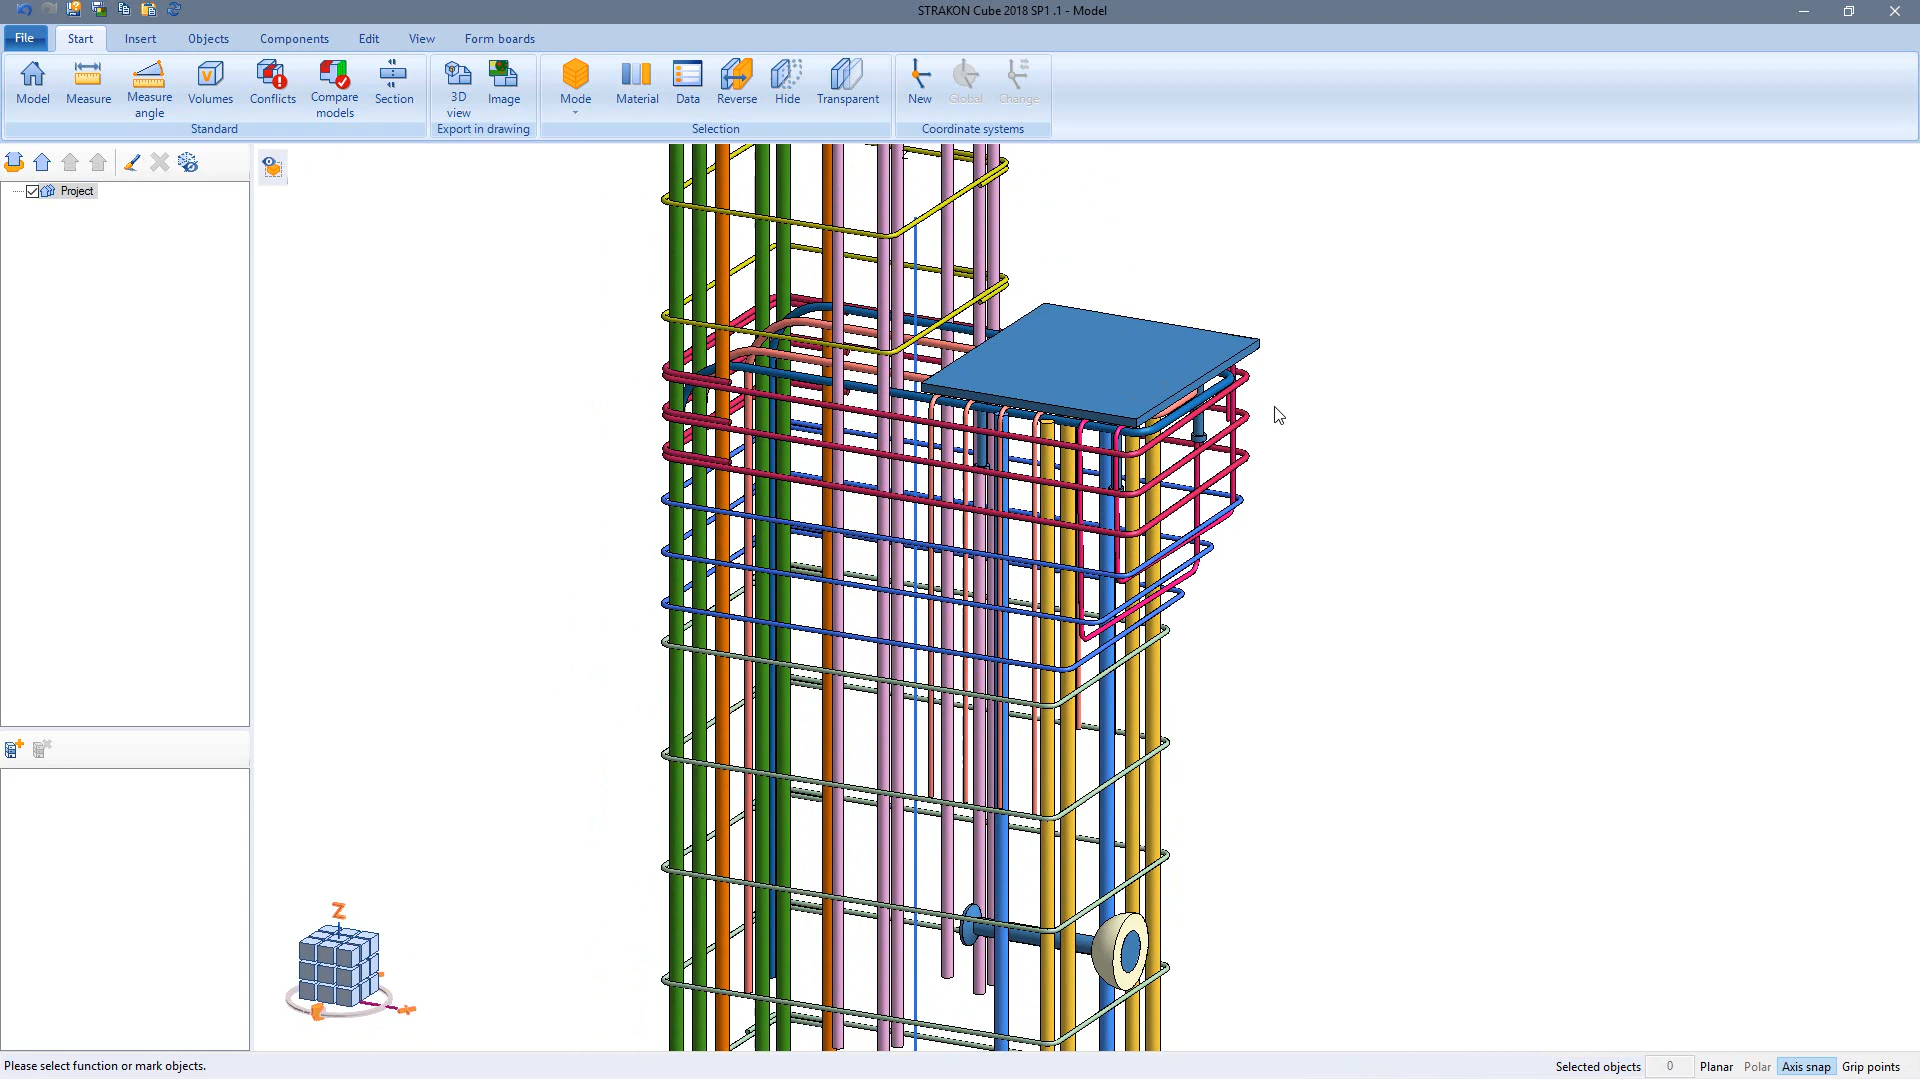 STRAKON Cube 2018 SP1 .1 - Model
File Start Insert Objects Components Edit View Form boards
Model Measure Measure angle Volumes Conflicts Compare models Section 3D view Image Mode Material Data Reverse Hide Transparent New Global Change
Standard Export in drawing Selection Coordinate systems
Project
Z
Please select function or mark objects. Selected objects 0 Planar Polar Axis snap Grip points